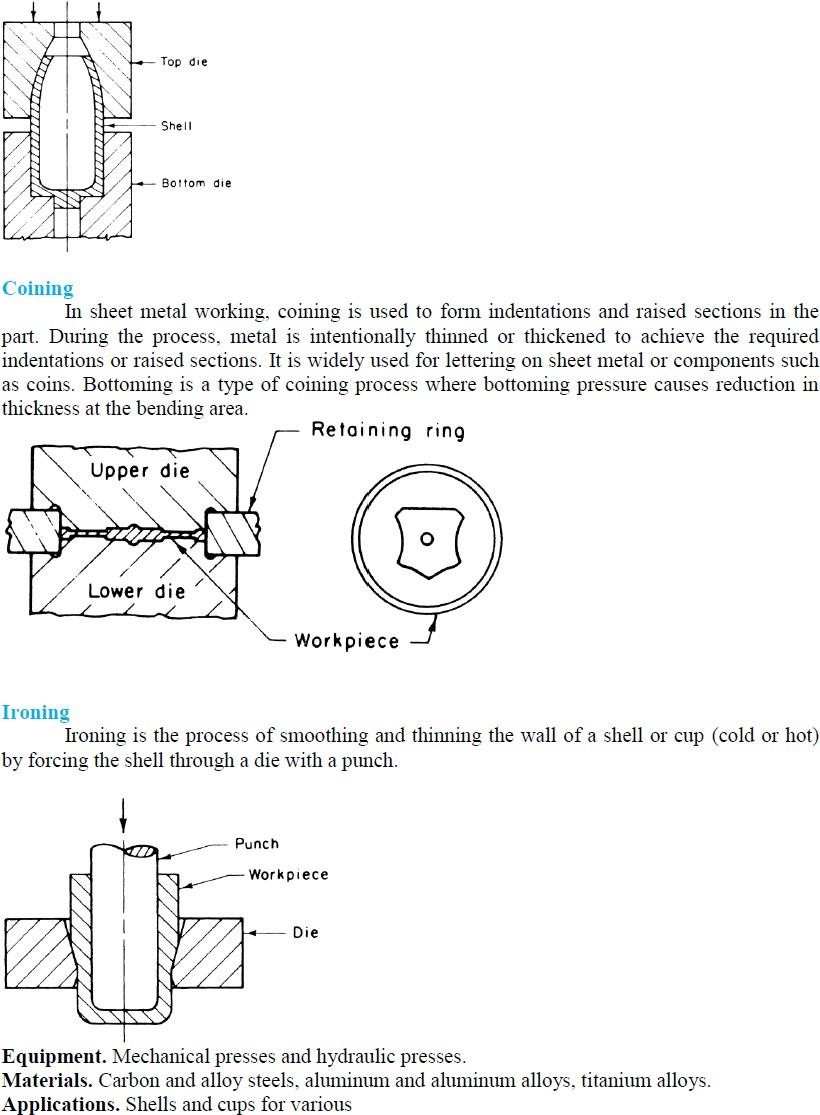 Top die
Shell
Bottom die
Coining
In sheet metal working, coining is used to form indentations and raised sections in the
part. During the process, metal is intentionally thinned or thickened to achieve the required
indentations or raised sections. It is widely used for lettering on sheet metal or components such
as coins. Bottoming is a type of coining process where bottoming pressure causes reduction in
thickness at the bending area.
Retaining ring
Upper die
Lower die
Workpiece
Ironing
Ironing is the process of smoothing and thinning the wall of a shell or cup (cold or hot)
by forcing the shell through a die with a punch.
Punch
Workpiece
Die
Equipment. Mechanical presses and hydraulic presses.
Materials. Carbon and alloy steels, aluminum and aluminum alloys, titanium alloys.
Applications. Shells and cups for various